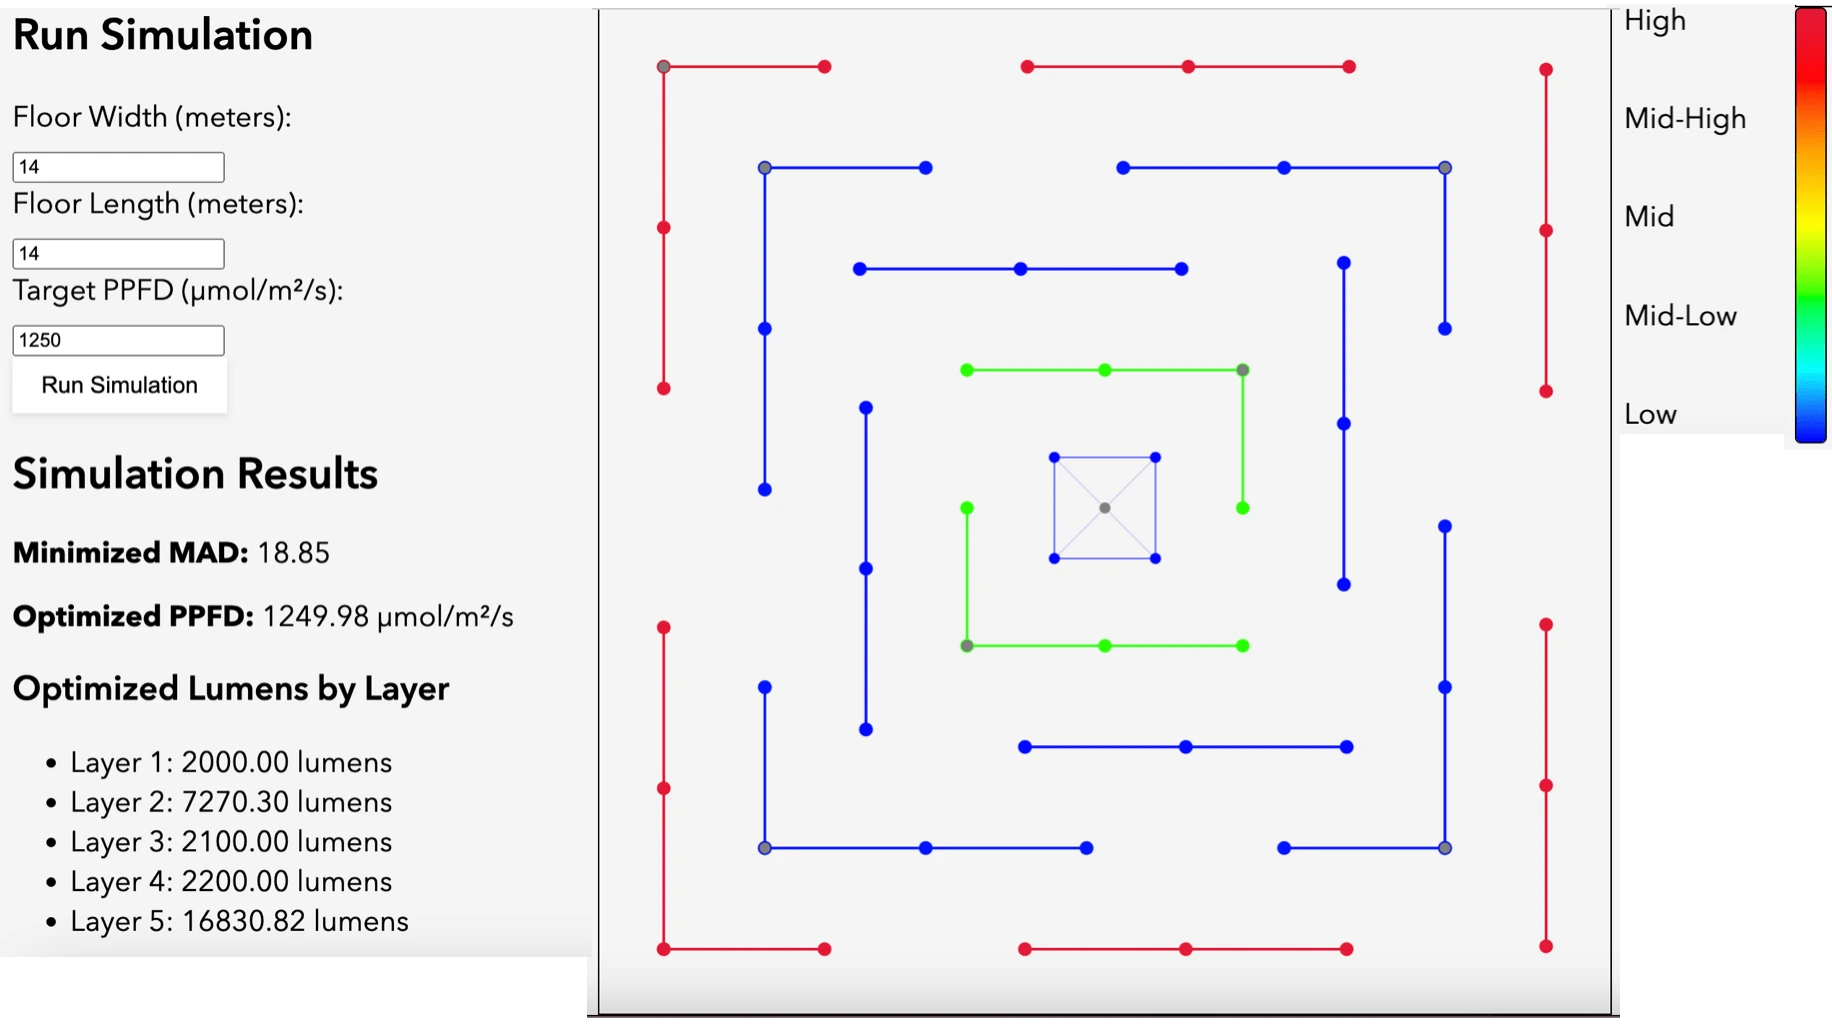 Run Simulation
Floor Width (meters):
14
Floor Length (meters):
14
Target PPFD (μmol/m²/s):
1250
Run Simulation
Simulation Results
Minimized MAD: 18.85
Optimized PPFD: 1249.98 μmol/m²/s
Optimized Lumens by Layer
• Layer 1: 2000.00 lumens
• Layer 2: 7270.30 lumens
• Layer 3: 2100.00 lumens
• Layer 4: 2200.00 lumens
• Layer 5: 16830.82 lumens
High
Mid-High
Mid
Mid-Low
Low